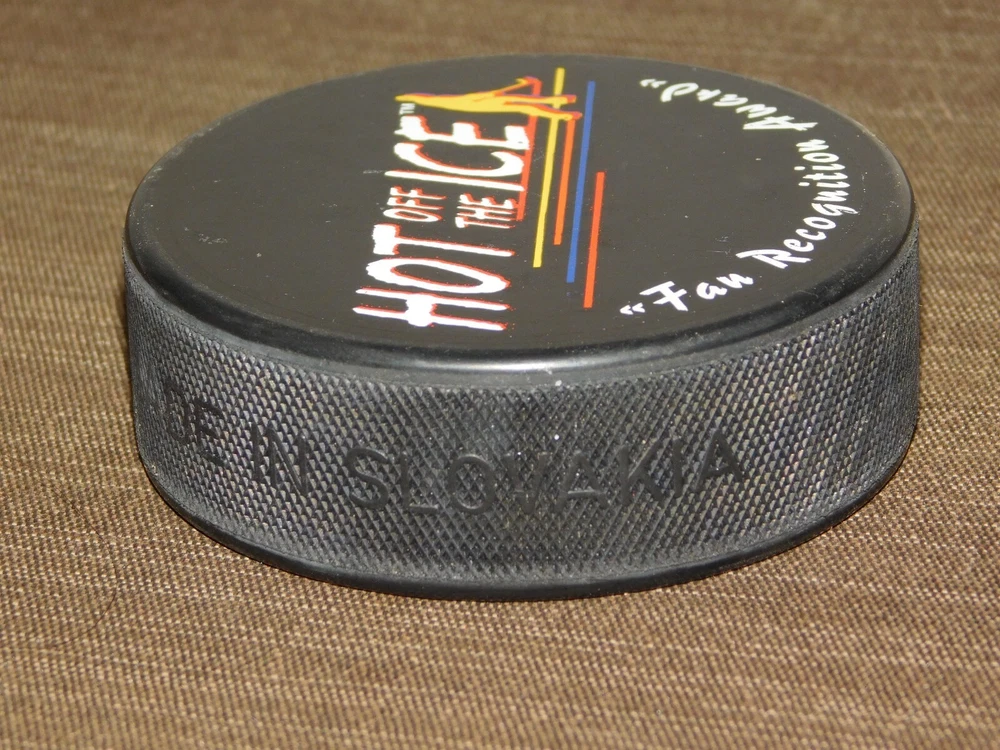 HOT OFF
THE ICE™
"Fan Recognition Award"
DE IN SLOVAKIA